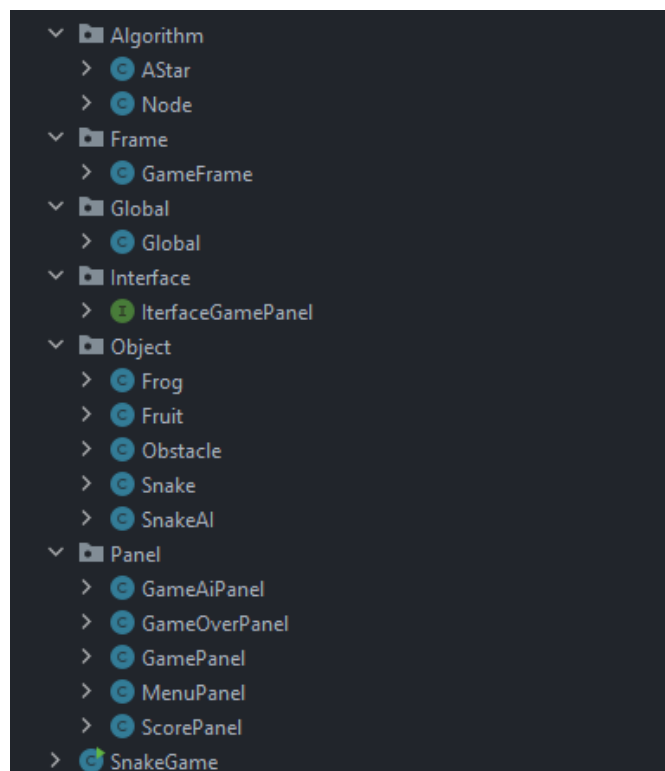 Algorithm
AStar
Node
Frame
GameFrame
Global
Global
Interface
IterfaceGamePanel
Object
Frog
Fruit
Obstacle
Snake
SnakeAI
Panel
GameAiPanel
GameOverPanel
GamePanel
MenuPanel
ScorePanel
SnakeGame